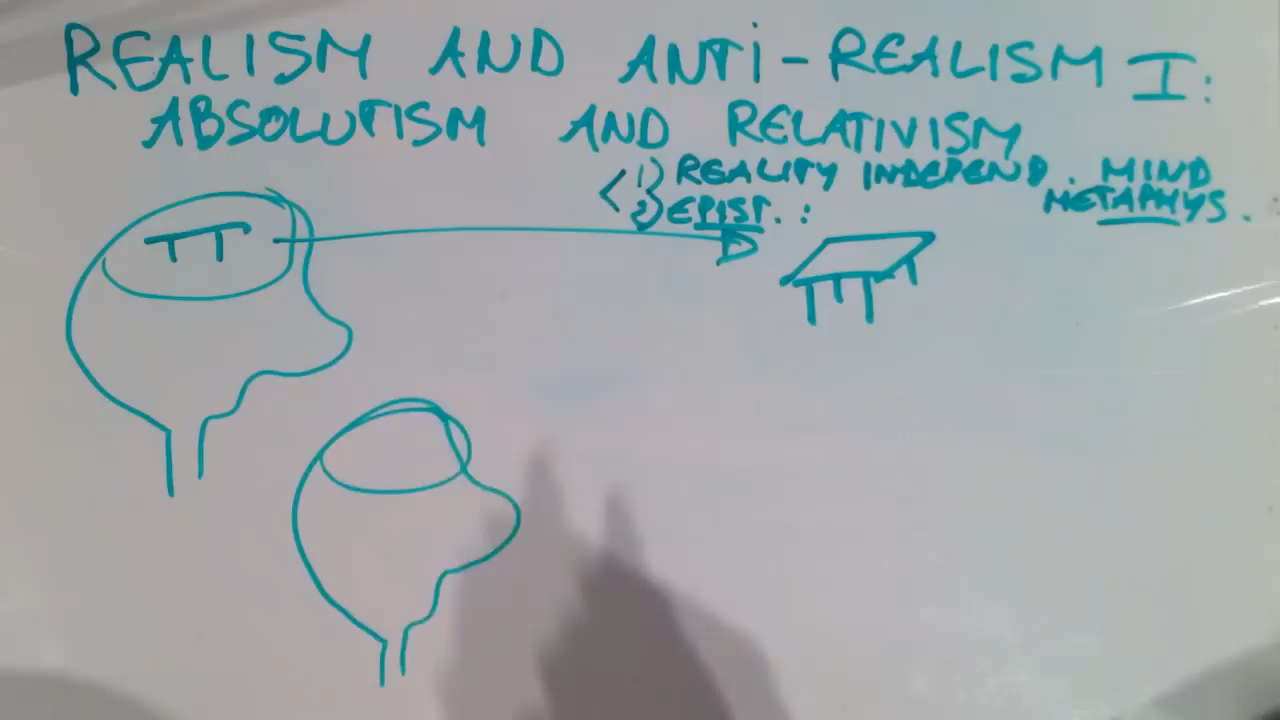 REALISM AND ANTi-REALISM I:
ABSOLUTISM AND RELATIVISM
< 1) REALITY INDEPEND. MIND
METAPHYS.
2) EPIST. :